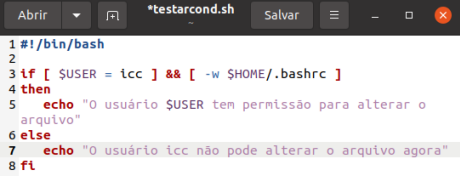 Abrir
*testarcond.sh
~
Salvar
1 #!/bin/bash
2
3 if [ $USER = icc ] && [ -w $HOME/.bashrc ]
4 then
5    echo "O usuário $USER tem permissão para alterar o
arquivo"
6 else
7    echo "O usuário icc não pode alterar o arquivo agora"
8 fi